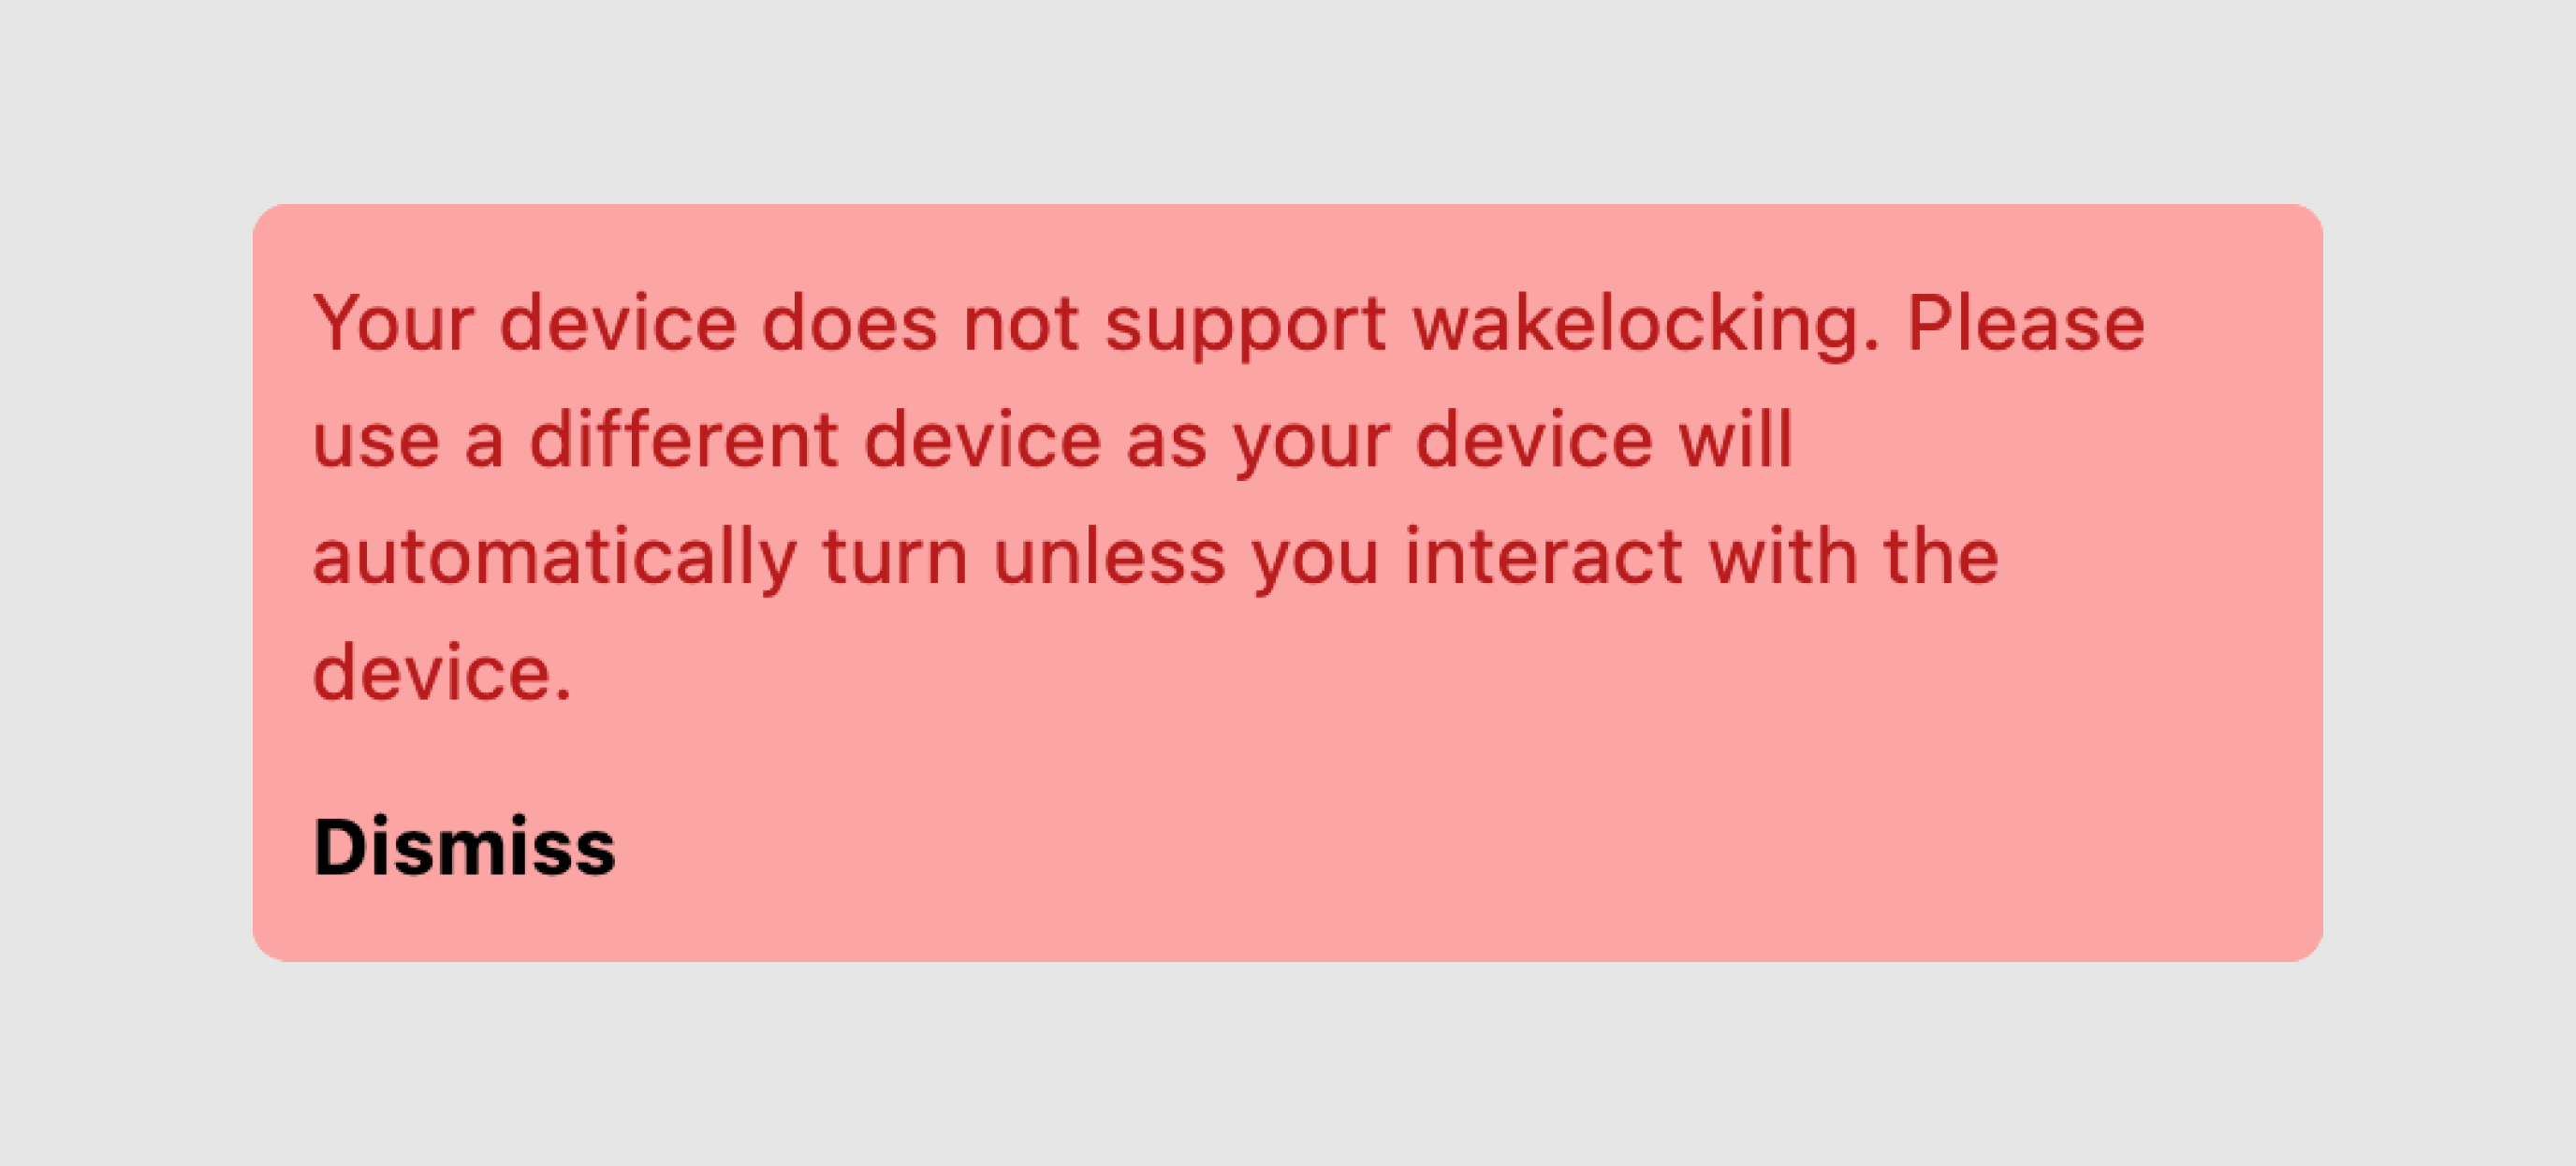 Your device does not support wakelocking. Please
use a different device as your device will
automatically turn unless you interact with the
device.
Dismiss